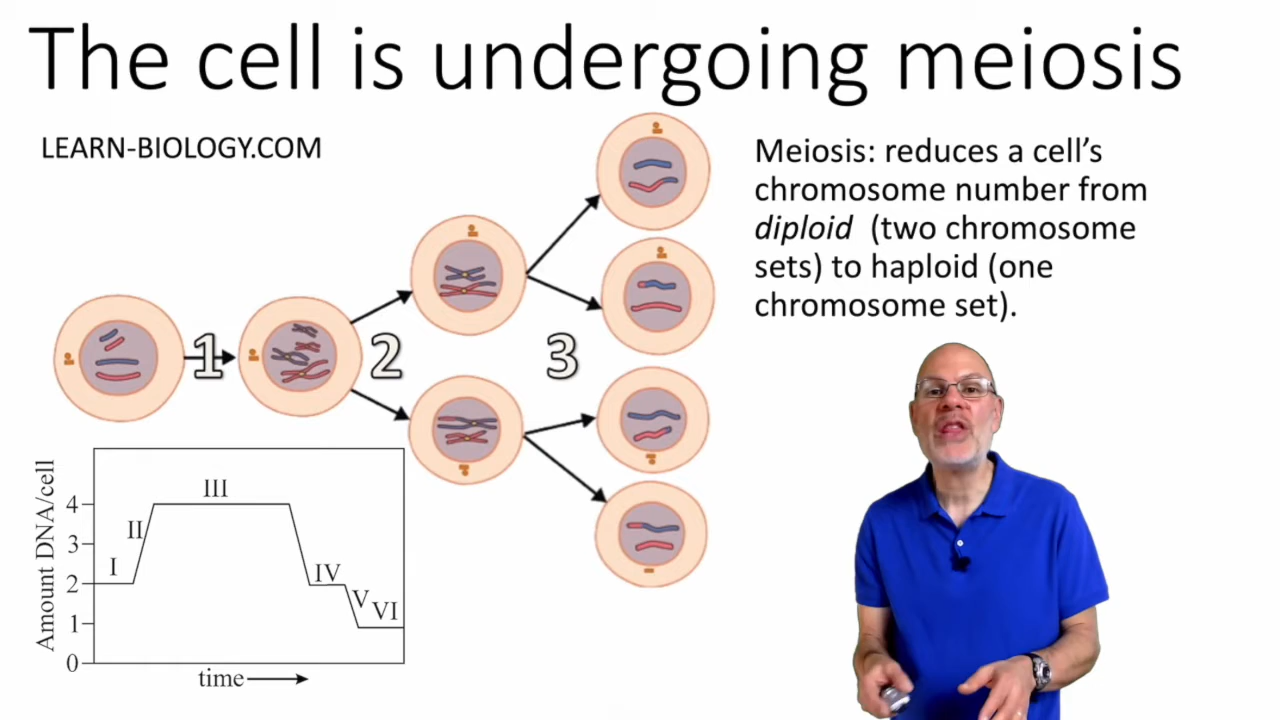 The cell is undergoing meiosis
LEARN-BIOLOGY.COM
Meiosis: reduces a cell’s
chromosome number from
diploid (two chromosome
sets) to haploid (one
chromosome set).
1
2
3
Amount DNA/cell
4
3
2
1
0
I
II
III
IV
V
VI
time